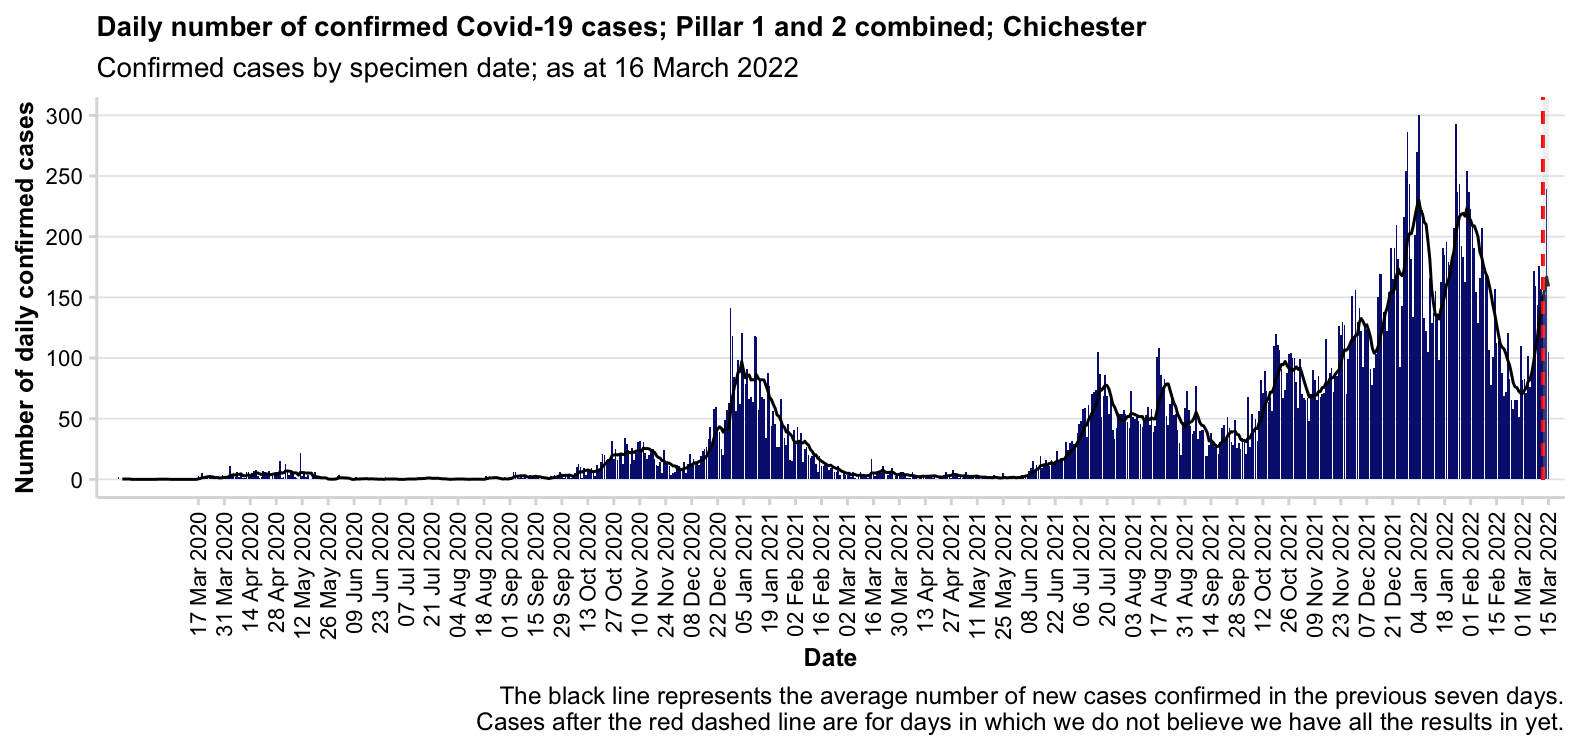 Daily number of confirmed Covid-19 cases; Pillar 1 and 2 combined; Chichester
Confirmed cases by specimen date; as at 16 March 2022
Number of daily confirmed cases
300
250
200
150
100
50
0
17 Mar 2020
31 Mar 2020
14 Apr 2020
28 Apr 2020
12 May 2020
26 May 2020
09 Jun 2020
23 Jun 2020
07 Jul 2020
21 Jul 2020
04 Aug 2020
18 Aug 2020
01 Sep 2020
15 Sep 2020
29 Sep 2020
13 Oct 2020
27 Oct 2020
10 Nov 2020
24 Nov 2020
08 Dec 2020
22 Dec 2020
05 Jan 2021
19 Jan 2021
02 Feb 2021
16 Feb 2021
02 Mar 2021
16 Mar 2021
30 Mar 2021
13 Apr 2021
27 Apr 2021
11 May 2021
25 May 2021
08 Jun 2021
22 Jun 2021
06 Jul 2021
20 Jul 2021
03 Aug 2021
17 Aug 2021
31 Aug 2021
14 Sep 2021
28 Sep 2021
12 Oct 2021
26 Oct 2021
09 Nov 2021
23 Nov 2021
07 Dec 2021
21 Dec 2021
04 Jan 2022
18 Jan 2022
01 Feb 2022
15 Feb 2022
01 Mar 2022
15 Mar 2022
Date
The black line represents the average number of new cases confirmed in the previous seven days.
Cases after the red dashed line are for days in which we do not believe we have all the results in yet.